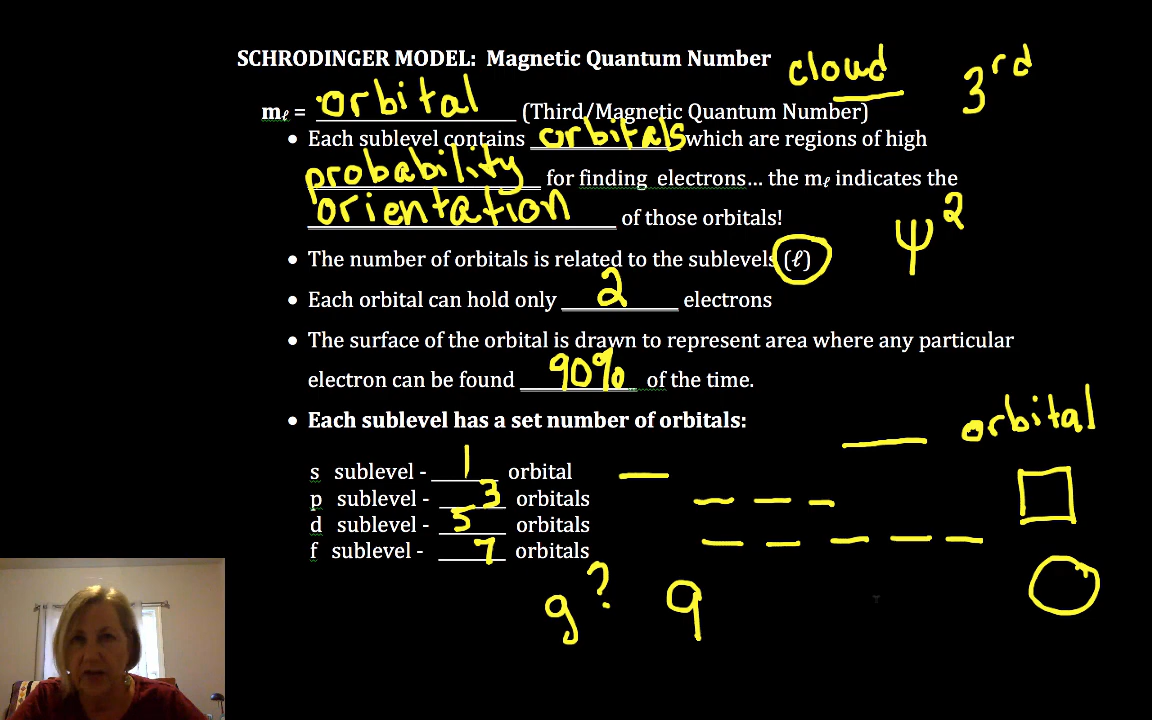 SCHRODINGER MODEL: Magnetic Quantum Number
cloud
3rd
mℓ = orbital (Third/Magnetic Quantum Number)
• Each sublevel contains orbitals which are regions of high
probability for finding electrons… the mℓ indicates the
orientation of those orbitals!
ψ²
• The number of orbitals is related to the sublevels (ℓ)
• Each orbital can hold only 2 electrons
• The surface of the orbital is drawn to represent area where any particular
electron can be found 90% of the time.
• Each sublevel has a set number of orbitals:
orbital
s sublevel - 1 orbital
p sublevel - 3 orbitals
d sublevel - 5 orbitals
f sublevel - 7 orbitals
g? 9